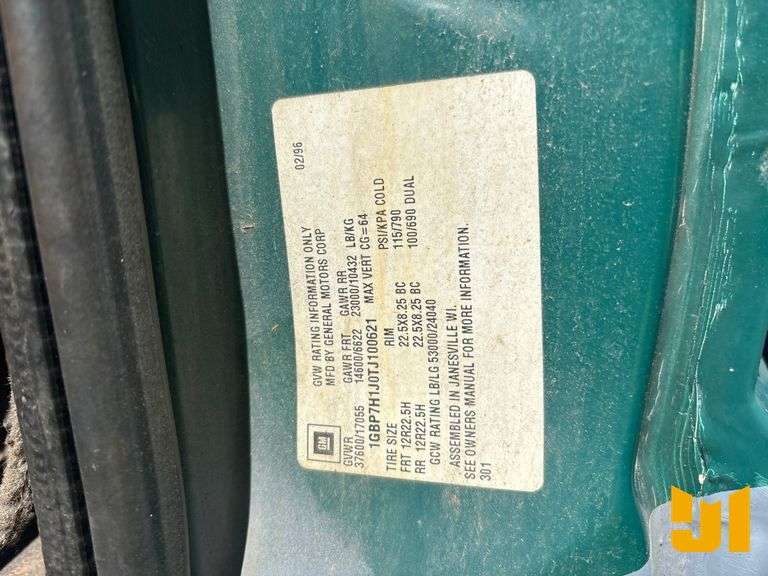 GVW RATING INFORMATION ONLY 02/96
MFD BY GENERAL MOTORS CORP
GM
GVWR GAWR FRT GAWR RR
37600/17055 14600/6622 23000/10432 LB/KG
1GBP7H1J0TJ100621 MAX VERT CG=64
TIRE SIZE RIM PSI/KPA COLD
FRT 12R22.5H 22.5X8.25 BC 115/790
RR 12R22.5H 22.5X8.25 BC 100/690 DUAL
GCW RATING LB/LG 53000/24040
ASSEMBLED IN JANESVILLE WI.
SEE OWNERS MANUAL FOR MORE INFORMATION.
301